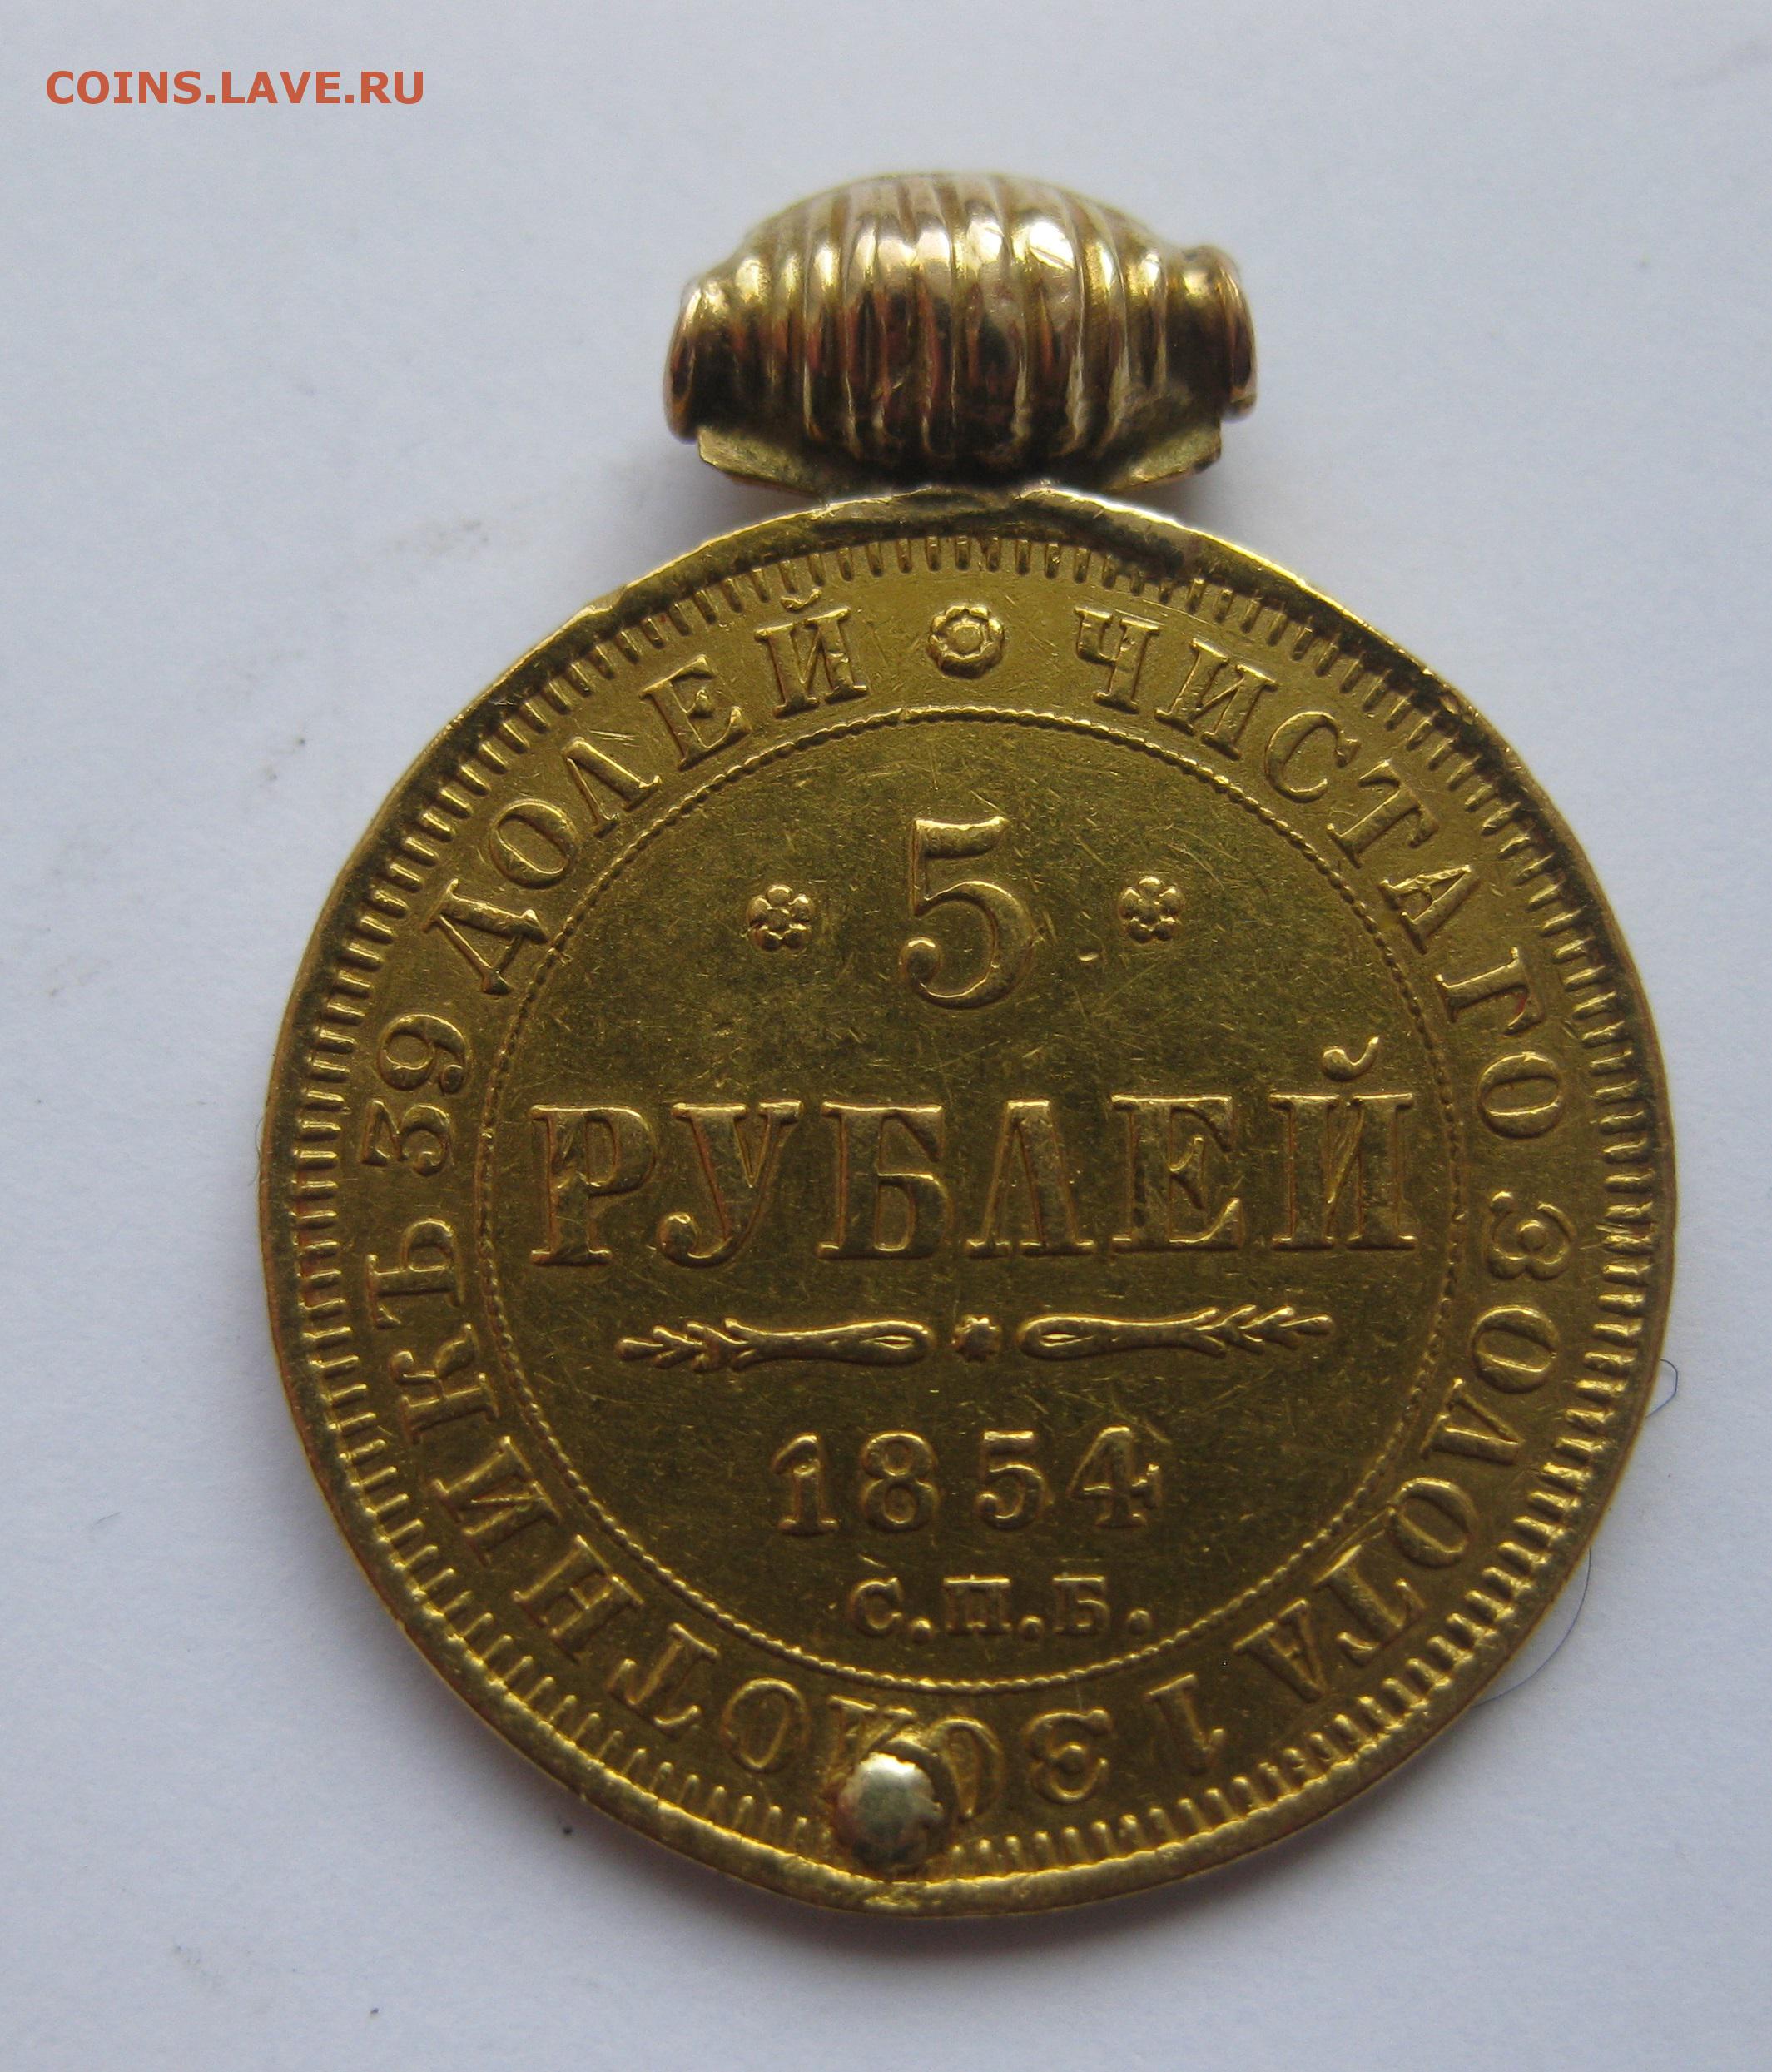 COINS.LAVE.RU
ЧИСТАГО ЗОЛОТА 1 ЗОЛОТНИКЪ 39 ДОЛЕЙ
5
РУБЛЕЙ
1854
С.П.Б.